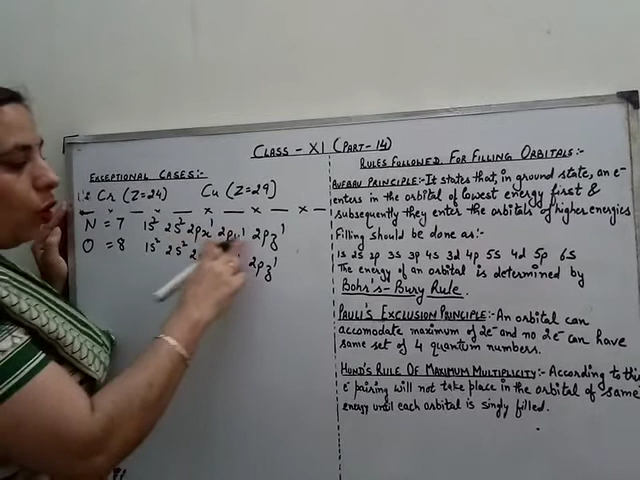 CLASS - XI (PART-14)
EXCEPTIONAL CASES:-
i.e Cr (Z=24) Cu (Z=29)
N = 7 1s² 2s² 2px¹ 2py¹ 2pz¹
O = 8 1s² 2s² 2pz¹
RULES FOLLOWED FOR FILLING ORBITALS:-
AUFBAU PRINCIPLE:- It states that, in ground state, an e⁻
enters in the orbital of lowest energy first &
subsequently they enter the orbitals of higher energies
Filling should be done as:-
1s 2s 2p 3s 3p 4s 3d 4p 5s 4d 5p 6s
The energy of an orbital is determined by
Bohr's-Bury Rule.
PAULI'S EXCLUSION PRINCIPLE:- An orbital can
accomodate maximum of 2e⁻ and no 2e⁻ can have
same set of 4 quantum numbers.
HUND'S RULE OF MAXIMUM MULTIPLICITY:- According to this
e⁻ pairing will not take place in the orbital of same
energy until each orbital is singly filled.